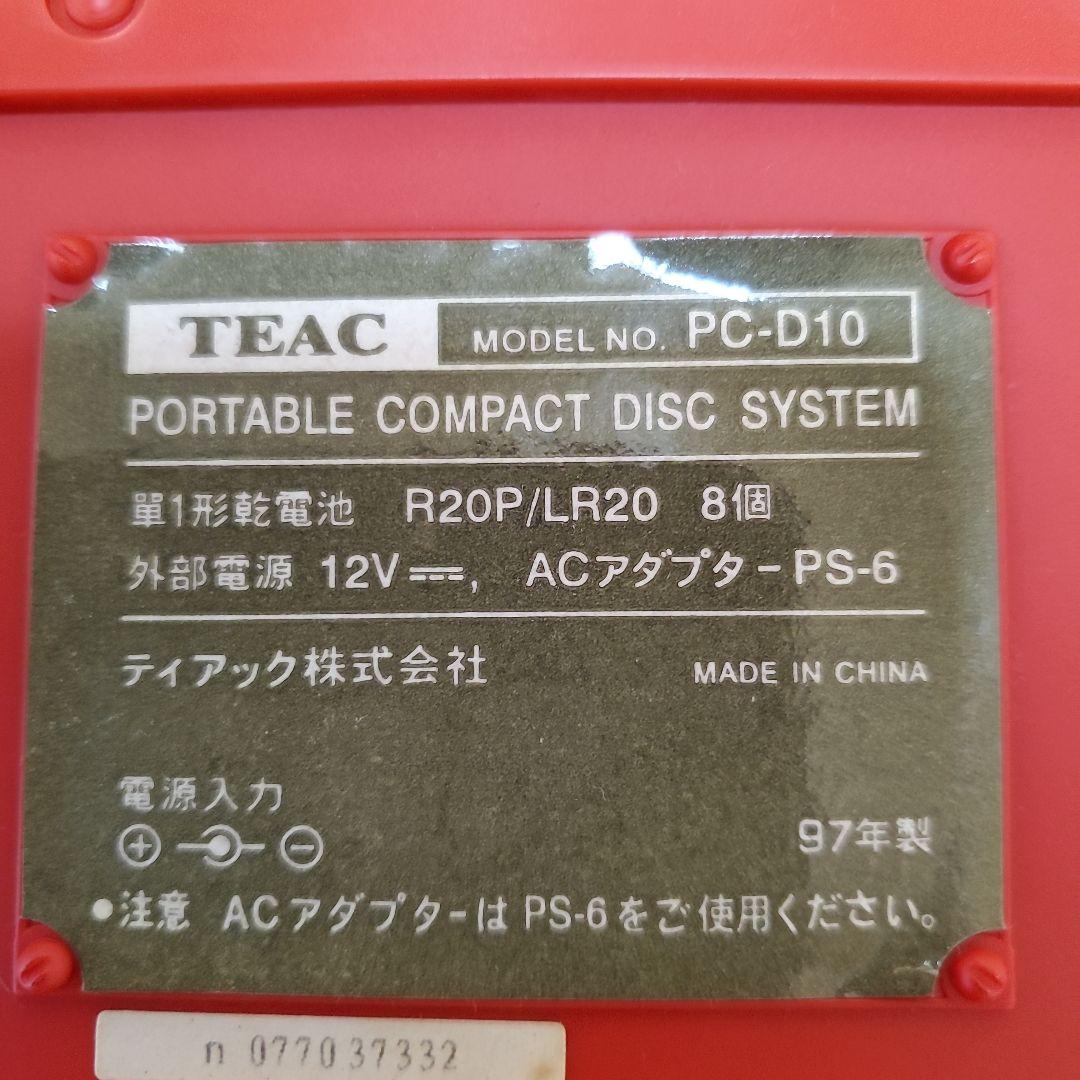 TEAC MODEL NO. PC-D10
PORTABLE COMPACT DISC SYSTEM
單1形乾電池 R20P/LR20 8個
外部電源 12V⎓, ACアダプター PS-6
ティアック株式会社 MADE IN CHINA
電源入力
97年製
●注意 ACアダプターは PS-6 をご使用ください。
n 077037332